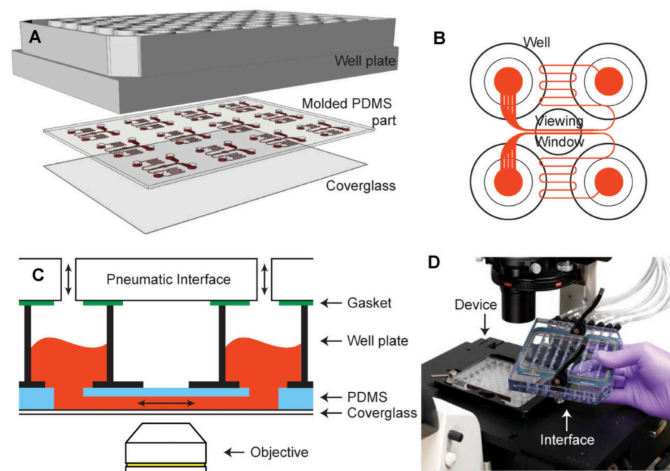 A
Well plate
Molded PDMS
part
Coverglass
B
Well
Viewing
Window
C
Pneumatic Interface
Gasket
Well plate
PDMS
Coverglass
Objective
D
Device
Interface